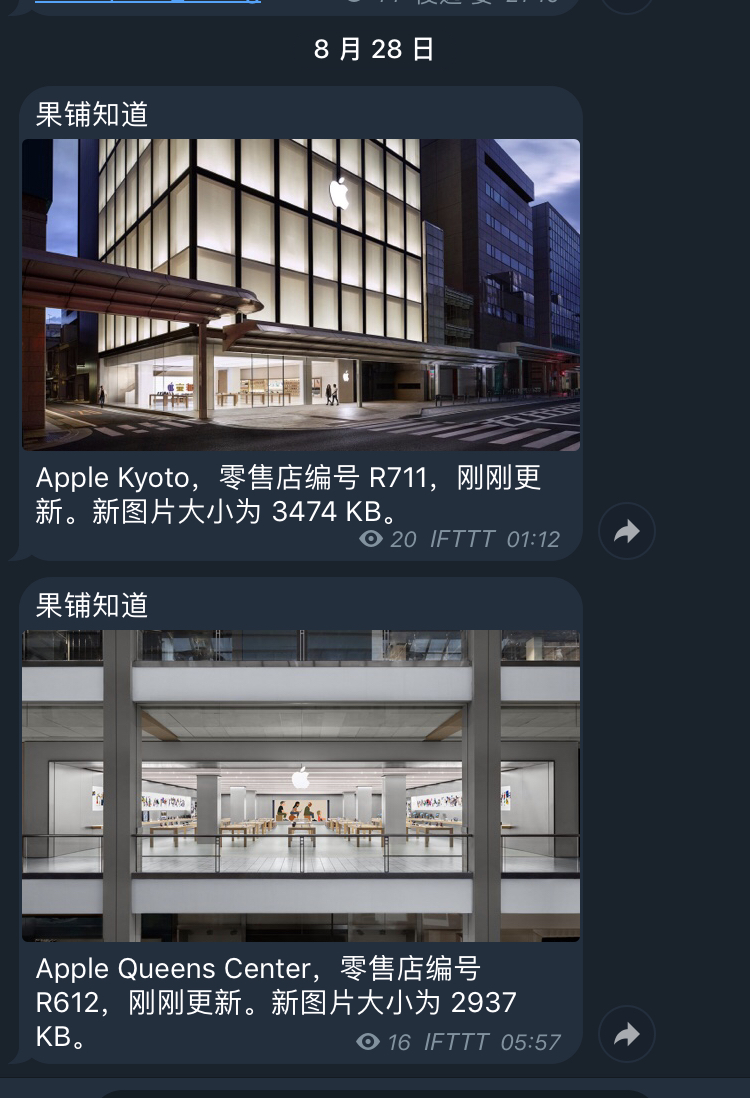 8 月 28 日
果铺知道
Apple Kyoto，零售店编号 R711，刚刚更
新。新图片大小为 3474 KB。
20 IFTTT 01:12
果铺知道
Apple Queens Center，零售店编号
R612，刚刚更新。新图片大小为 2937
KB。
16 IFTTT 05:57